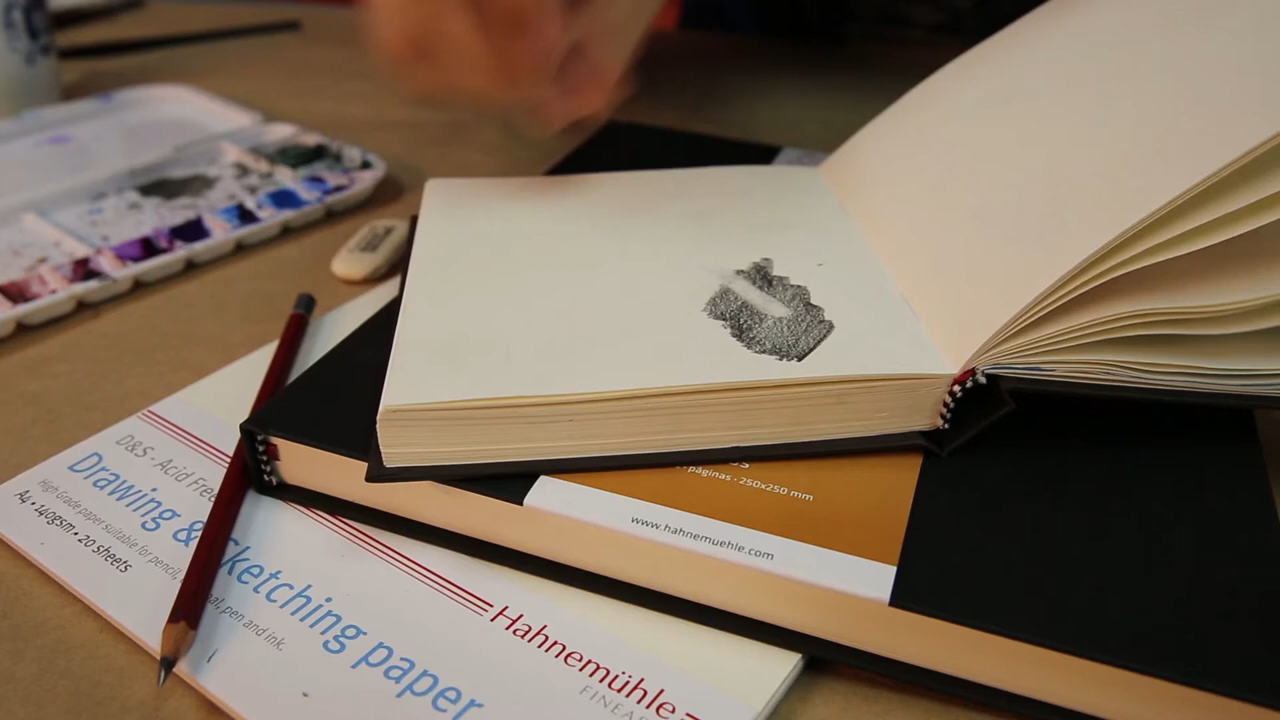 D&S - Acid Free
Drawing & Sketching paper
High Grade paper suitable for pencil,
pen and ink.
A4 • 140gsm • 20 sheets
Hahnemühle
páginas · 250x250 mm
www.hahnemuehle.com